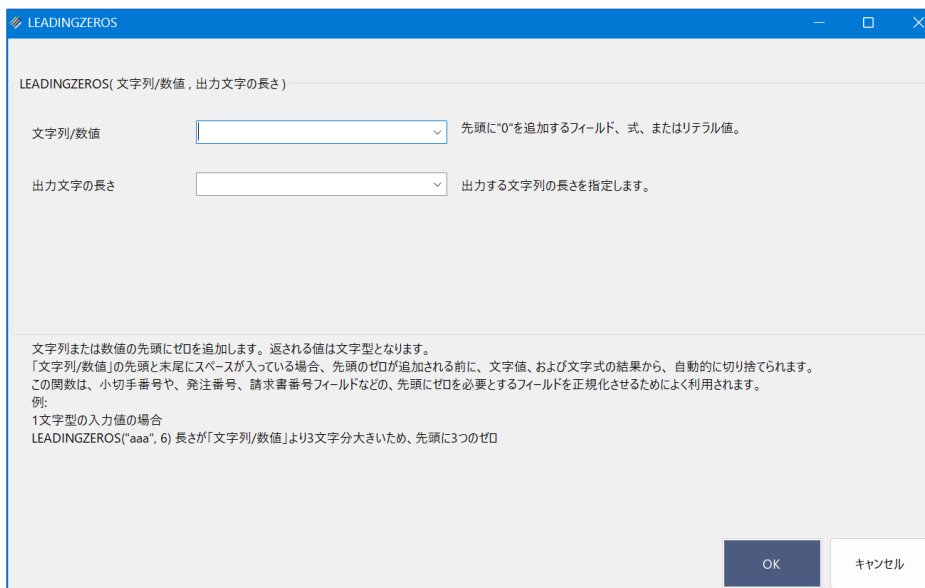 LEADINGZEROS
LEADINGZEROS( 文字列/数値 , 出力文字の長さ )
文字列/数値
先頭に"0"を追加するフィールド、式、またはリテラル値。
出力文字の長さ
出力する文字列の長さを指定します。
文字列または数値の先頭にゼロを追加します。返される値は文字型となります。
「文字列/数値」の先頭と末尾にスペースが入っている場合、先頭のゼロが追加される前に、文字値、および文字式の結果から、自動的に切り捨てられます。
この関数は、小切手番号や、発注番号、請求書番号フィールドなどの、先頭にゼロを必要とするフィールドを正規化させるためによく利用されます。
例:
1文字型の入力値の場合
LEADINGZEROS("aaa", 6) 長さが「文字列/数値」より3文字分大きいため、先頭に3つのゼロ
OK
キャンセル